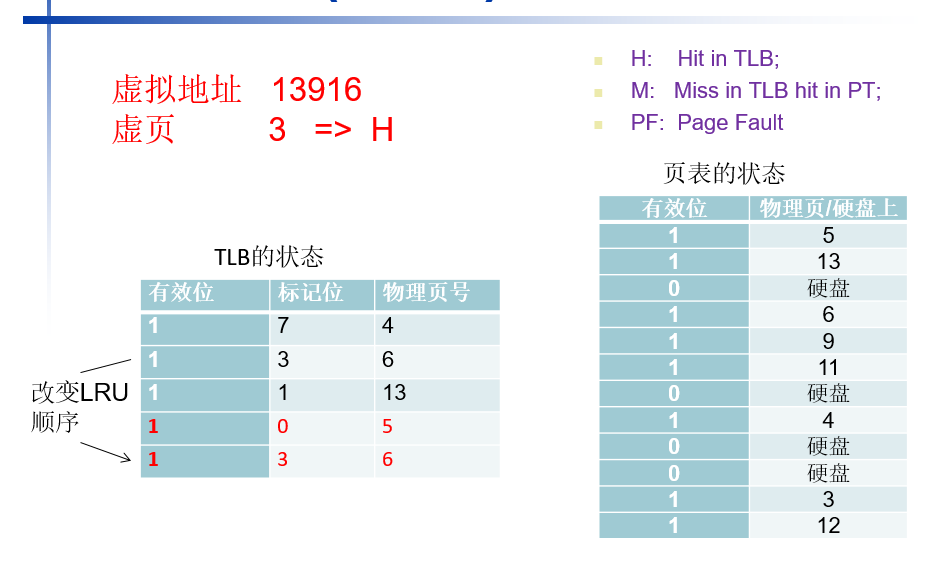 虚拟地址 13916
虚页 3 => H
H: Hit in TLB;
M: Miss in TLB hit in PT;
PF: Page Fault
页表的状态
有效位 物理页/硬盘上
1 5
1 13
0 硬盘
1 6
1 9
1 11
0 硬盘
1 4
0 硬盘
0 硬盘
1 3
1 12
TLB的状态
有效位 标记位 物理页号
1 7 4
1 3 6
1 1 13
1 0 5
1 3 6
改变LRU
顺序